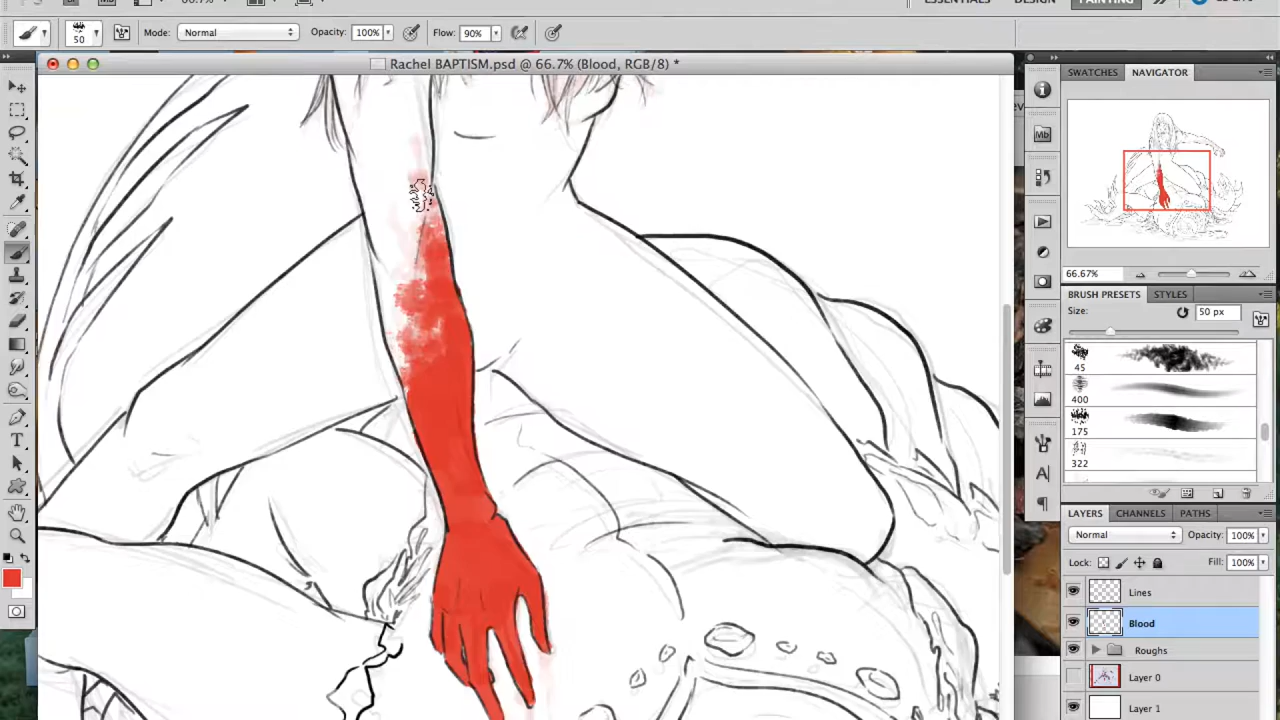 ESSENTIALS DESIGN PAINTING
50 Mode: Normal Opacity: 100% Flow: 90%
Rachel BAPTISM.psd @ 66.7% (Blood, RGB/8) *
SWATCHES NAVIGATOR
Mb
66.67%
BRUSH PRESETS STYLES
Size: 50 px
45
400
175
322
LAYERS CHANNELS PATHS
Normal Opacity: 100%
Lock: Fill: 100%
Lines
Blood
Roughs
Layer 0
Layer 1